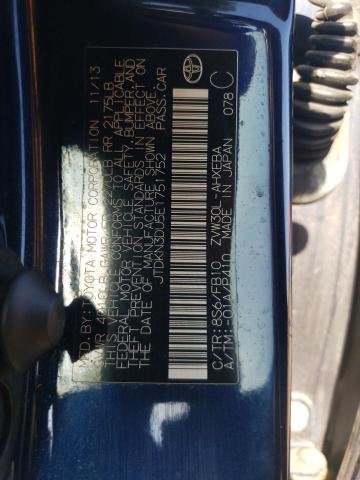 MFD.BY:TOYOTA MOTOR CORPORATION 11/13
GVWR 4018LB GAWR FR 2275LB RR 2175LB
THIS VEHICLE CONFORMS TO ALL APPLICABLE
FEDERAL MOTOR VEHICLE SAFETY, BUMPER, AND
THEFT PREVENTION STANDARDS IN EFFECT ON
THE DATE OF MANUFACTURE SHOWN ABOVE.
JTDKN3DU5E1751752 PASS.CAR
C/TR:8S6/FB10 ZVW30L-AHXEBA
A/TM:-01A/P410 MADE IN JAPAN 078 C